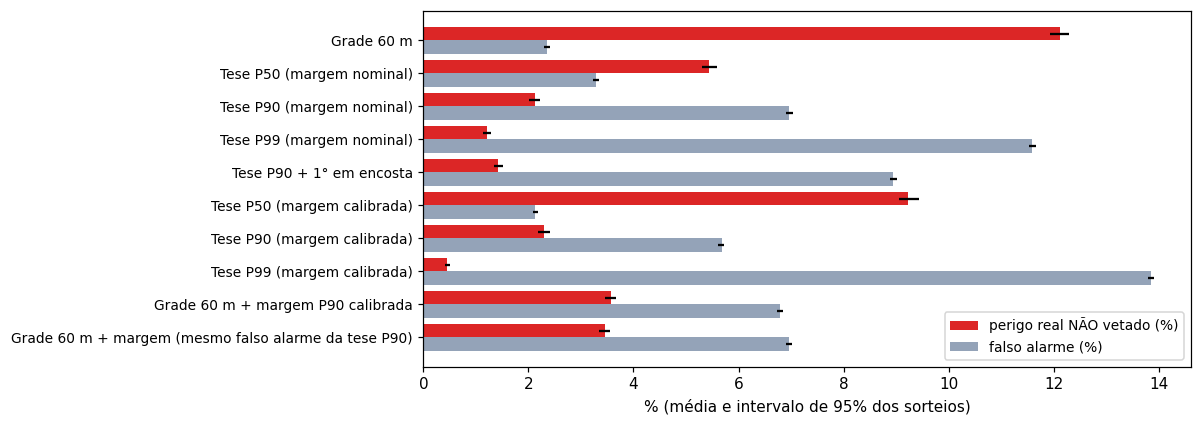 Grade 60 m
Tese P50 (margem nominal)
Tese P90 (margem nominal)
Tese P99 (margem nominal)
Tese P90 + 1° em encosta
Tese P50 (margem calibrada)
Tese P90 (margem calibrada)
Tese P99 (margem calibrada)
Grade 60 m + margem P90 calibrada
Grade 60 m + margem (mesmo falso alarme da tese P90)
perigo real NÃO vetado (%)
falso alarme (%)
0 2 4 6 8 10 12 14
% (média e intervalo de 95% dos sorteios)